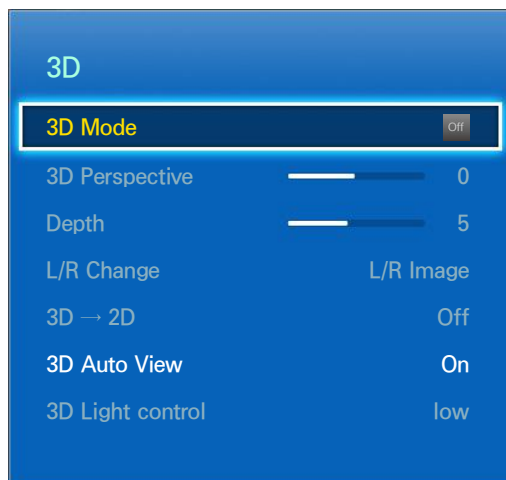 3D
3D Mode Off
3D Perspective 0
Depth 5
L/R Change L/R Image
3D → 2D Off
3D Auto View On
3D Light control low